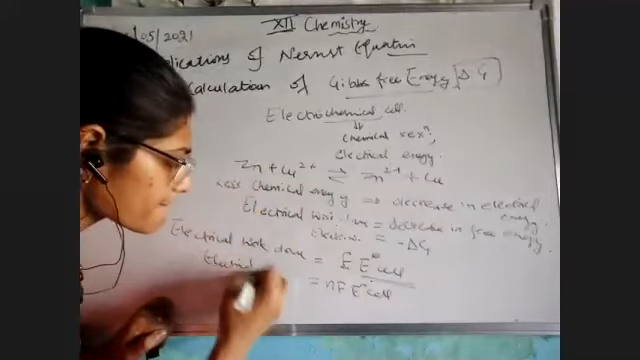 /05/2021 XII Chemistry
lications of Nernst Equation
Calculation of Gibbs free Energy ΔG
Electrochemical cell.
⇓
chemical rexⁿ,
electrical energy.
Zn + Cu²⁺ ⇌ Zn²⁺ + Cu
chemical energy ⇒ decrease in electrical energy.
Electrical work done = decrease in free energy
= -ΔG
Electrical work done = E°cell
= nF E°cell